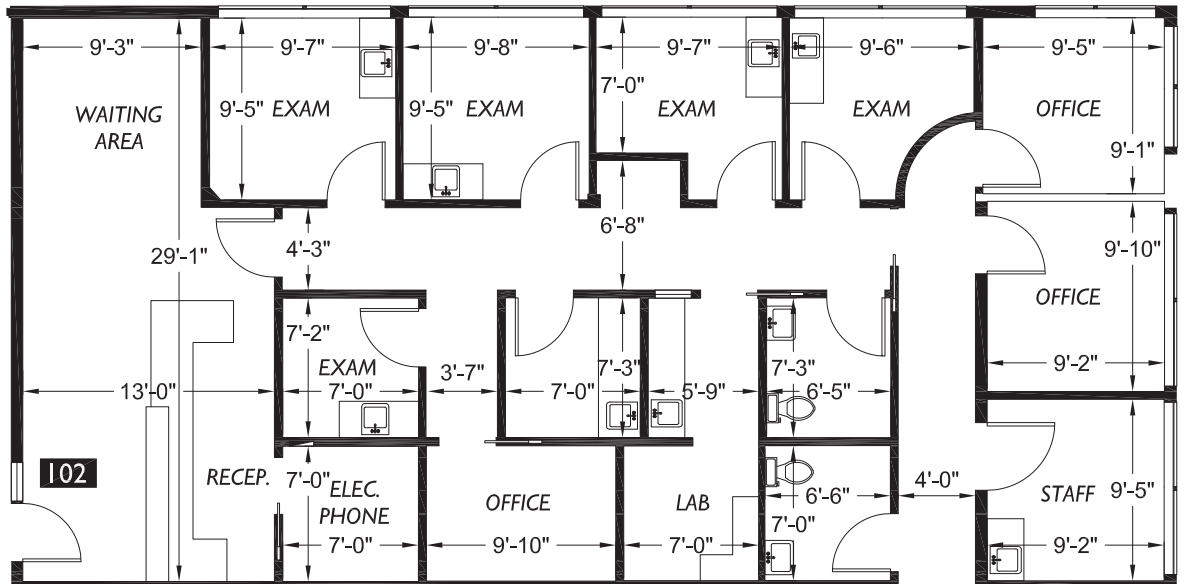 9'-3"
9'-7"
9'-8"
9'-7"
9'-6"
9'-5"
WAITING
AREA
9'-5"
EXAM
9'-5"
EXAM
7'-0"
EXAM
EXAM
OFFICE
9'-1"
29'-1"
4'-3"
6'-8"
9'-10"
OFFICE
7'-2"
EXAM
7'-0"
3'-7"
7'-0"
7'-3"
5'-9"
7'-3"
6'-5"
9'-2"
13'-0"
102
RECEP.
7'-0"
ELEC.
PHONE
7'-0"
OFFICE
9'-10"
LAB
7'-0"
6'-6"
7'-0"
4'-0"
STAFF
9'-5"
9'-2"